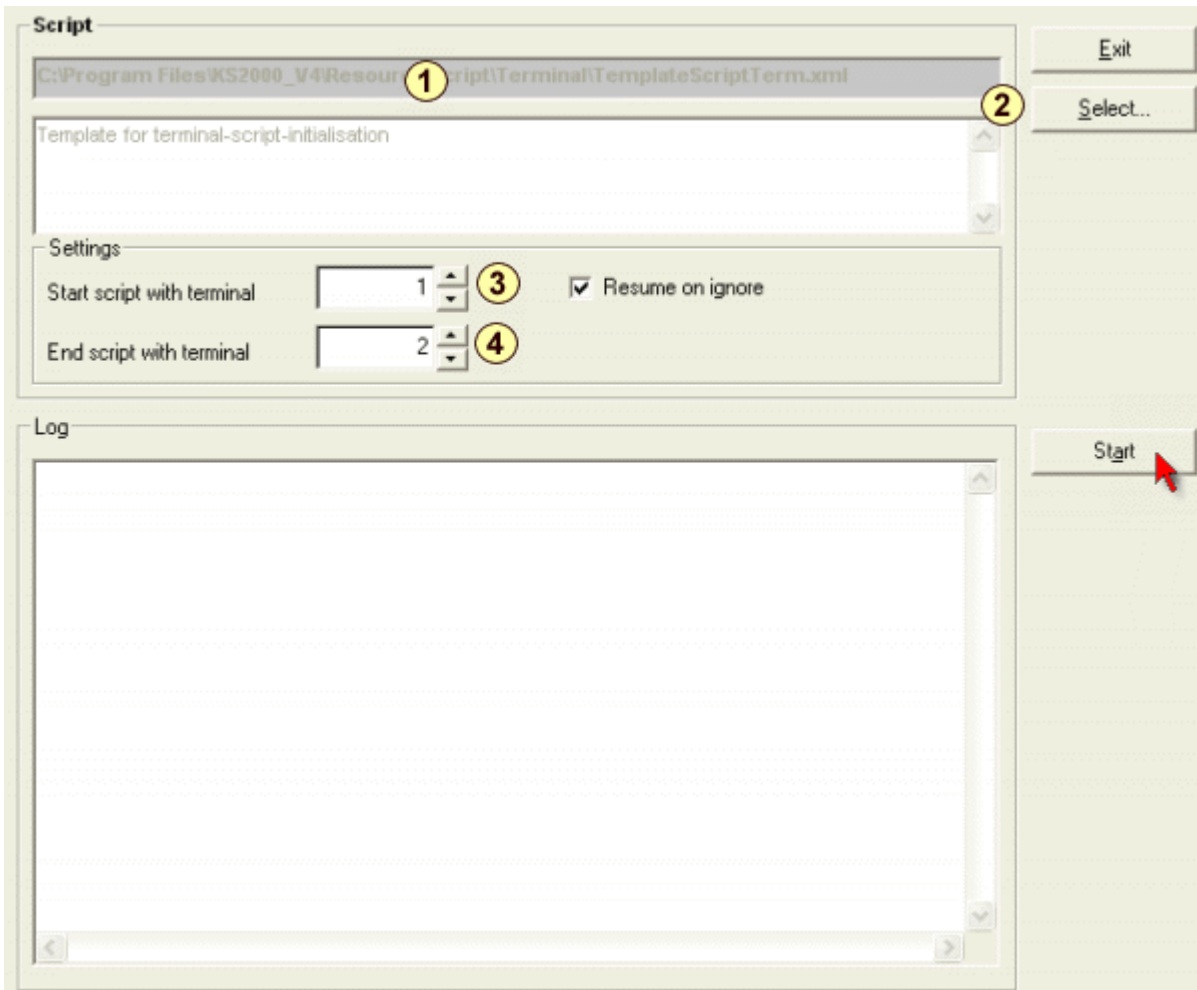 Script
C:\Program Files\KS2000_V4\Resour 1 cript\Terminal\TemplateScriptTerm.xml
Exit
2
Select...
Template for terminal-script-initialisation
Settings
Start script with terminal 1 3 Resume on ignore
End script with terminal 2 4
Log
Start